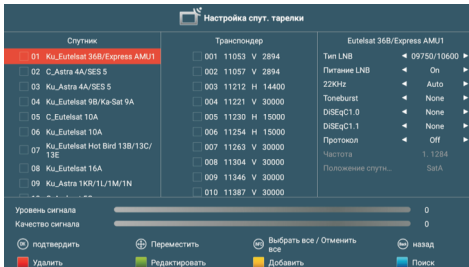 Настройка спут. тарелки
Спутник
01 Ku_Eutelsat 36B/Express AMU1
02 C_Astra 4A/SES 5
03 Ku_Astra 4A/SES 5
04 Ku_Eutelsat 9B/Ka-Sat 9A
05 C_Eutelsat 10A
06 Ku_Eutelsat 10A
07 Ku_Eutelsat Hot Bird 13B/13C/
13E
08 Ku_Eutelsat 16A
09 Ku_Astra 1KR/1L/1M/1N
Транспондер
001 11053 V 2894
002 11057 V 2894
003 11212 H 14400
004 11221 V 30000
005 11230 H 15000
006 11254 H 15000
007 11263 V 30000
008 11304 V 30000
009 11346 V 30000
010 11387 V 30000
Eutelsat 36B/Express AMU1
Тип LNB 09750/10600
Питание LNB On
22KHz Auto
Toneburst None
DiSEqC1.0 None
DiSEqC1.1 None
Протокол Off
Частота 1. 1284
Положение спутн... SatA
Уровень сигнала 0
Качество сигнала 0
OK подтвердить Переместить Выбрать все / Отменить
все назад
Удалить Редактировать Добавить Поиск